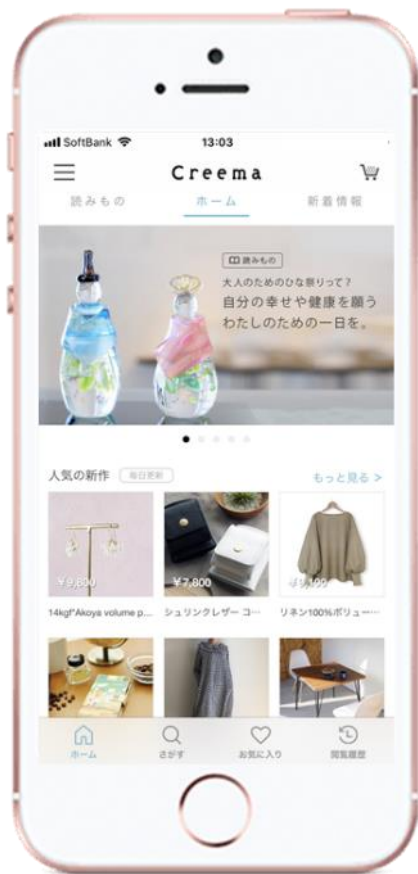 SoftBank
13:03
Creema
読みもの
ホーム
新着情報
読みもの
大人のためのひな祭りって?
自分の幸せや健康を願う
わたしのための一日を。
人気の新作
毎日更新
もっと見る >
¥9,800
¥7,800
¥9,100
14kgf*Akoya volume p...
シュリンクレザー コ…
リネン100%ボリュー…
ホーム
さがす
お気に入り
閲覧履歴